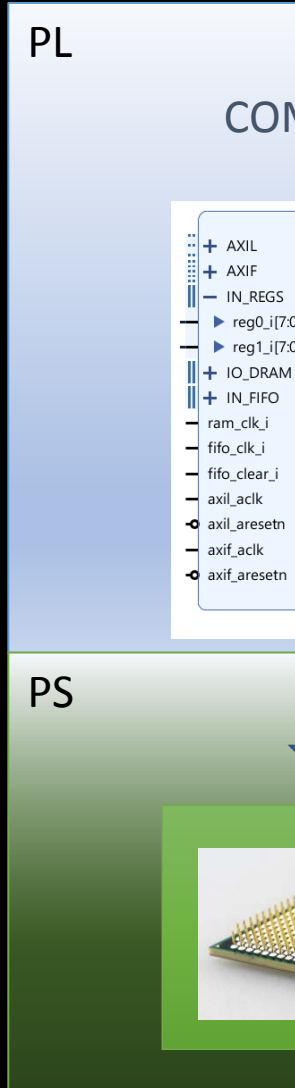 PL
COM
AXIL
AXIF
IN_REGS
reg0_i[7:0
reg1_i[7:0
IO_DRAM
IN_FIFO
ram_clk_i
fifo_clk_i
fifo_clear_i
axil_aclk
axil_aresetn
axif_aclk
axif_aresetn
PS